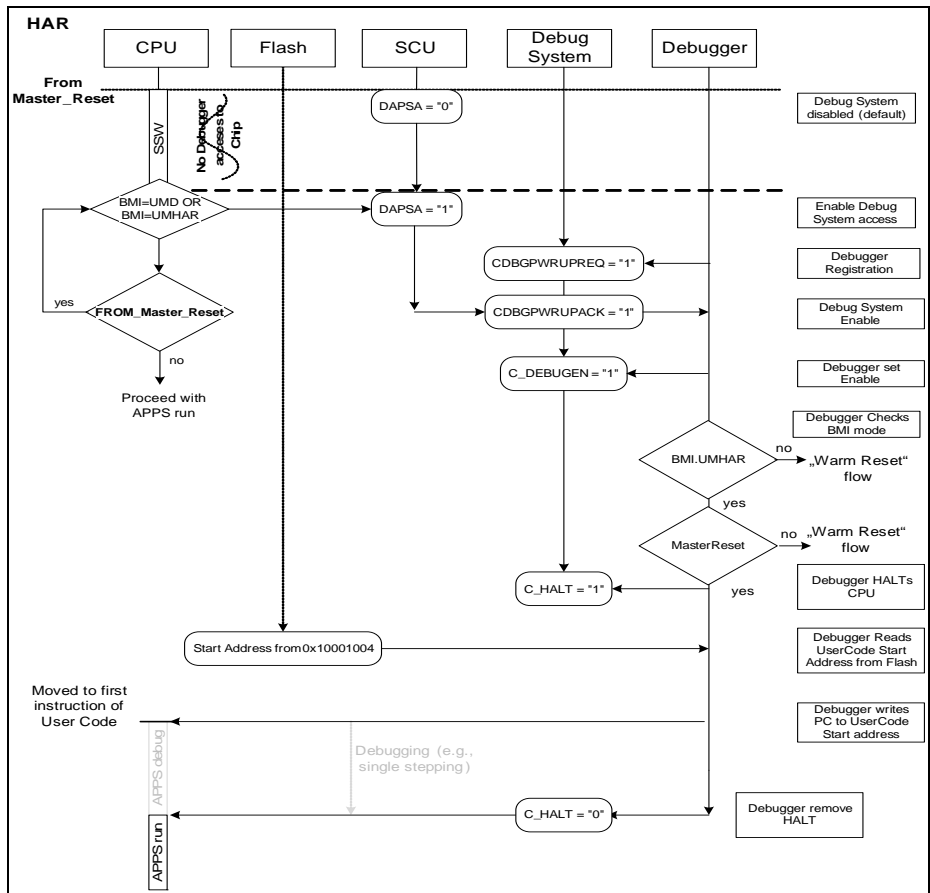 HAR
CPU
Flash
SCU
Debug
System
Debugger
From
Master_Reset
SSW
No Debugger
acceses to
Chip
DAPSA = "0"
Debug System
disabled (default)
BMI=UMD OR
BMI=UMHAR
DAPSA = "1"
Enable Debug
System access
CDBGPWRUPREQ = "1"
Debugger
Registration
yes
FROM_Master_Reset
CDBGPWRUPACK = "1"
Debug System
Enable
no
Proceed with
APPS run
C_DEBUGEN = "1"
Debugger set
Enable
Debugger Checks
BMI mode
BMI.UMHAR
no
„Warm Reset“
flow
yes
MasterReset
no
„Warm Reset“
flow
yes
C_HALT = "1"
Debugger HALTs
CPU
Start Address from 0x10001004
Debugger Reads
UserCode Start
Address from Flash
Moved to first
instruction of
User Code
Debugger writes
PC to UserCode
Start address
APPS debug
Debugging (e.g.,
single stepping)
C_HALT = "0"
Debugger remove
HALT
APPS run